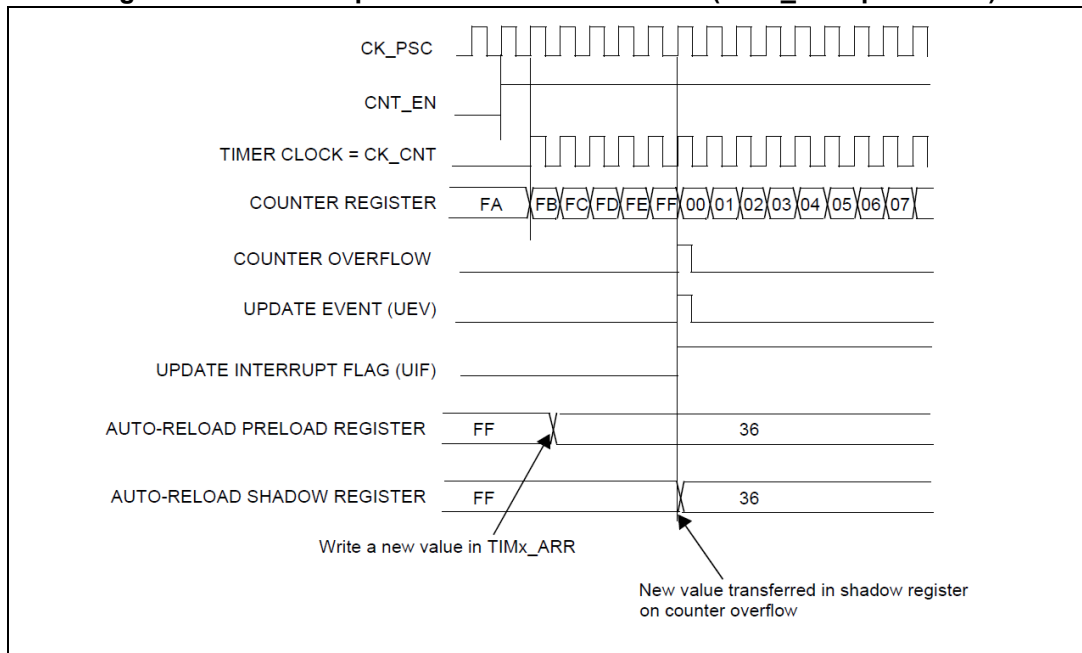 CK_PSC
CNT_EN
TIMER CLOCK = CK_CNT
COUNTER REGISTER FA FB FC FD FE FF 00 01 02 03 04 05 06 07
COUNTER OVERFLOW
UPDATE EVENT (UEV)
UPDATE INTERRUPT FLAG (UIF)
AUTO-RELOAD PRELOAD REGISTER FF 36
AUTO-RELOAD SHADOW REGISTER FF 36
Write a new value in TIMx_ARR
New value transferred in shadow register
on counter overflow